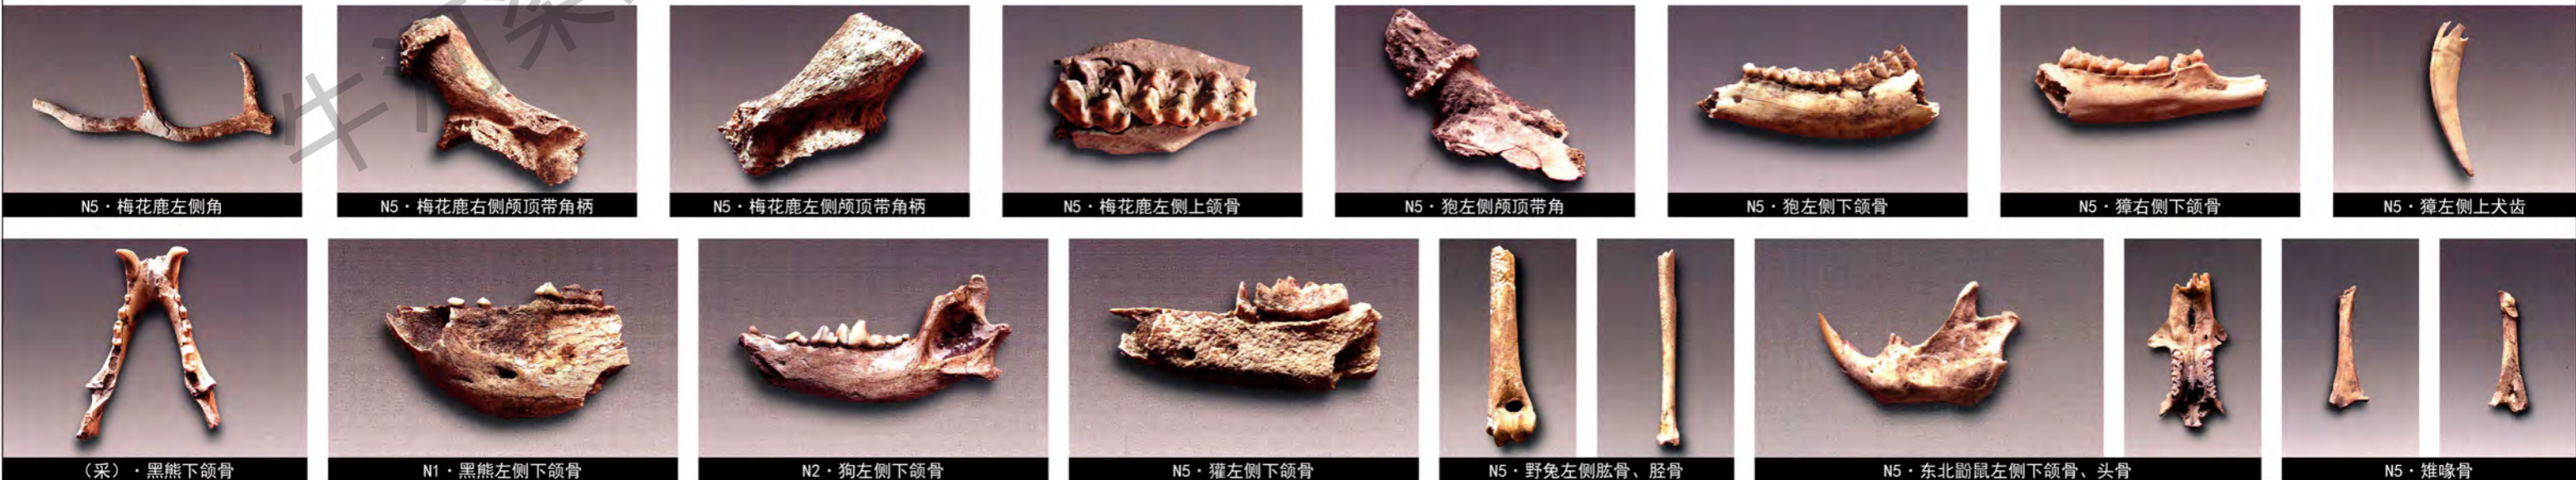 牛河梁
N5·梅花鹿左侧角
N5·梅花鹿右侧颅顶带角柄
N5·梅花鹿左侧颅顶带角柄
N5·梅花鹿左侧上颌骨
N5·狍左侧颅顶带角
N5·狍左侧下颌骨
N5·獐右侧下颌骨
N5·獐左侧上犬齿
（采）·黑熊下颌骨
N1·黑熊左侧下颌骨
N2·狗左侧下颌骨
N5·獾左侧下颌骨
N5·野兔左侧肱骨、胫骨
N5·东北鼢鼠左侧下颌骨、头骨
N5·雉喙骨